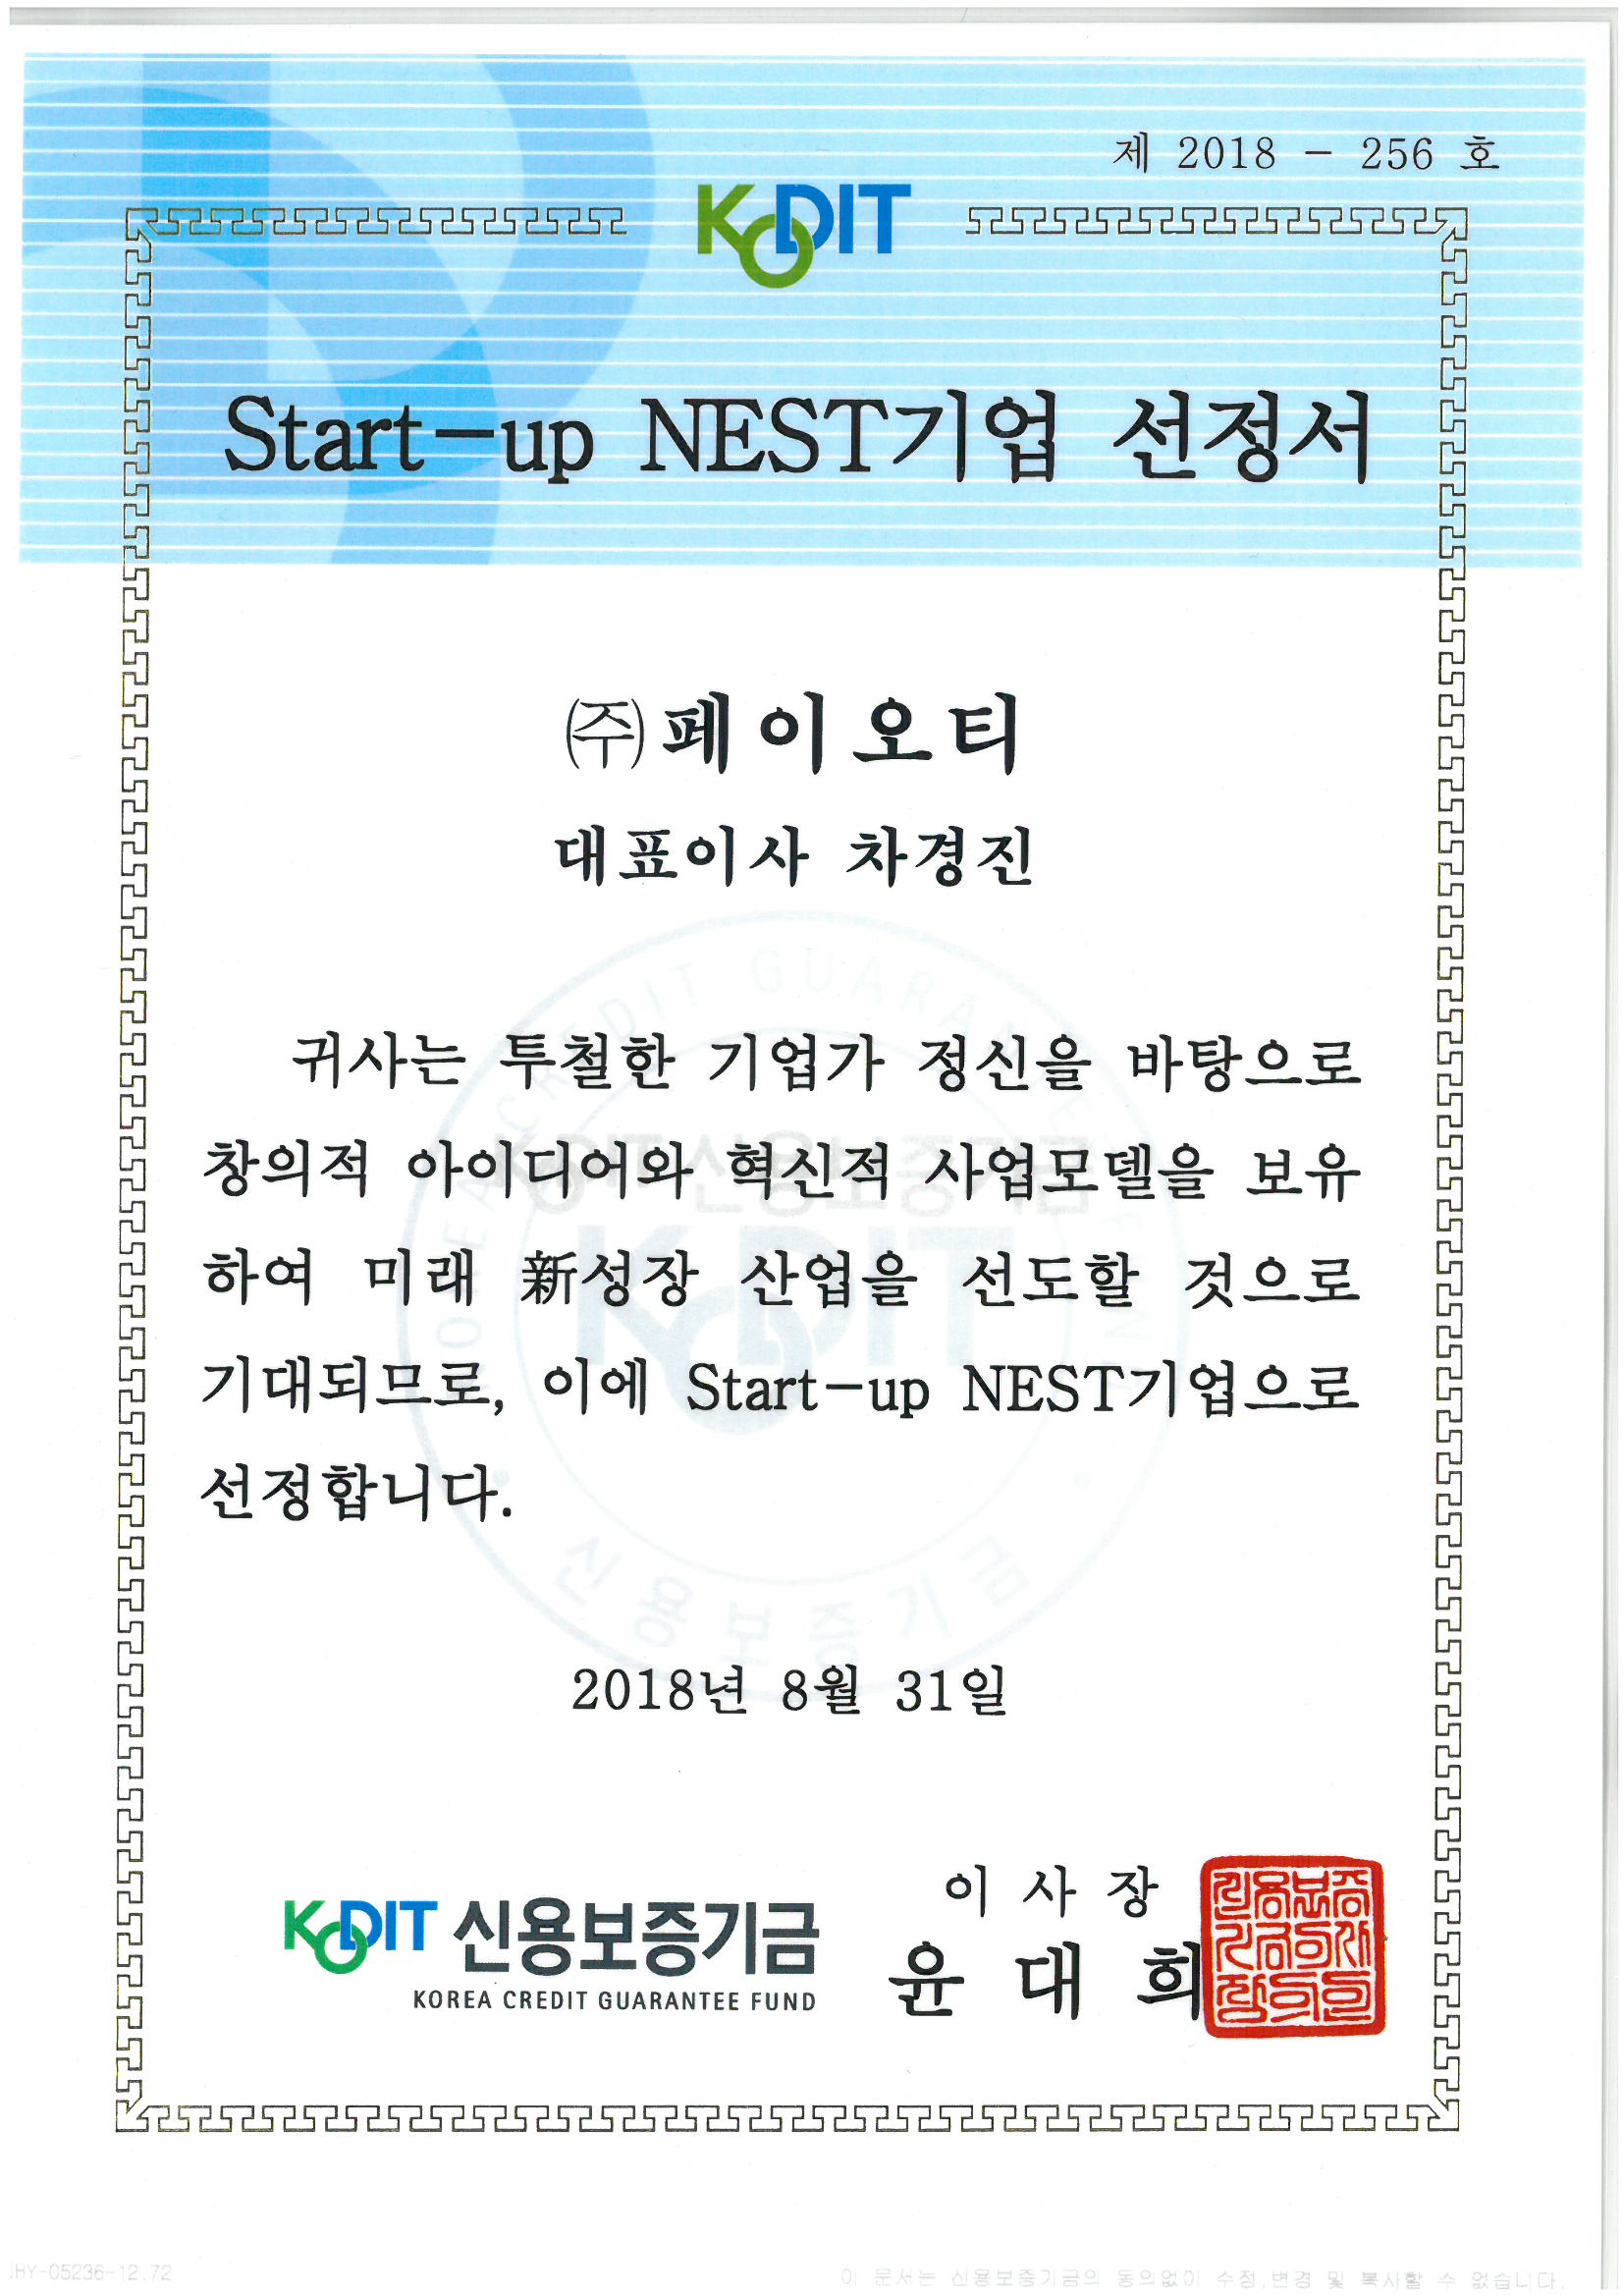 제 2018 - 256 호
KODIT
Start-up NEST기업 선정서
㈜페이오티
대표이사 차경진
귀사는 투철한 기업가 정신을 바탕으로
창의적 아이디어와 혁신적 사업모델을 보유
하여 미래 新성장 산업을 선도할 것으로
기대되므로, 이에 Start-up NEST기업으로
선정합니다.
KODIT 신용보증기금
KODIT
신용보증기금
2018년 8월 31일
이 사 장
KODIT 신용보증기금
KOREA CREDIT GUARANTEE FUND
윤 대 희
JHY-05236-12.72
이 문서는 신용보증기금의 동의없이 수정,변경 및 복사할 수 없습니다.